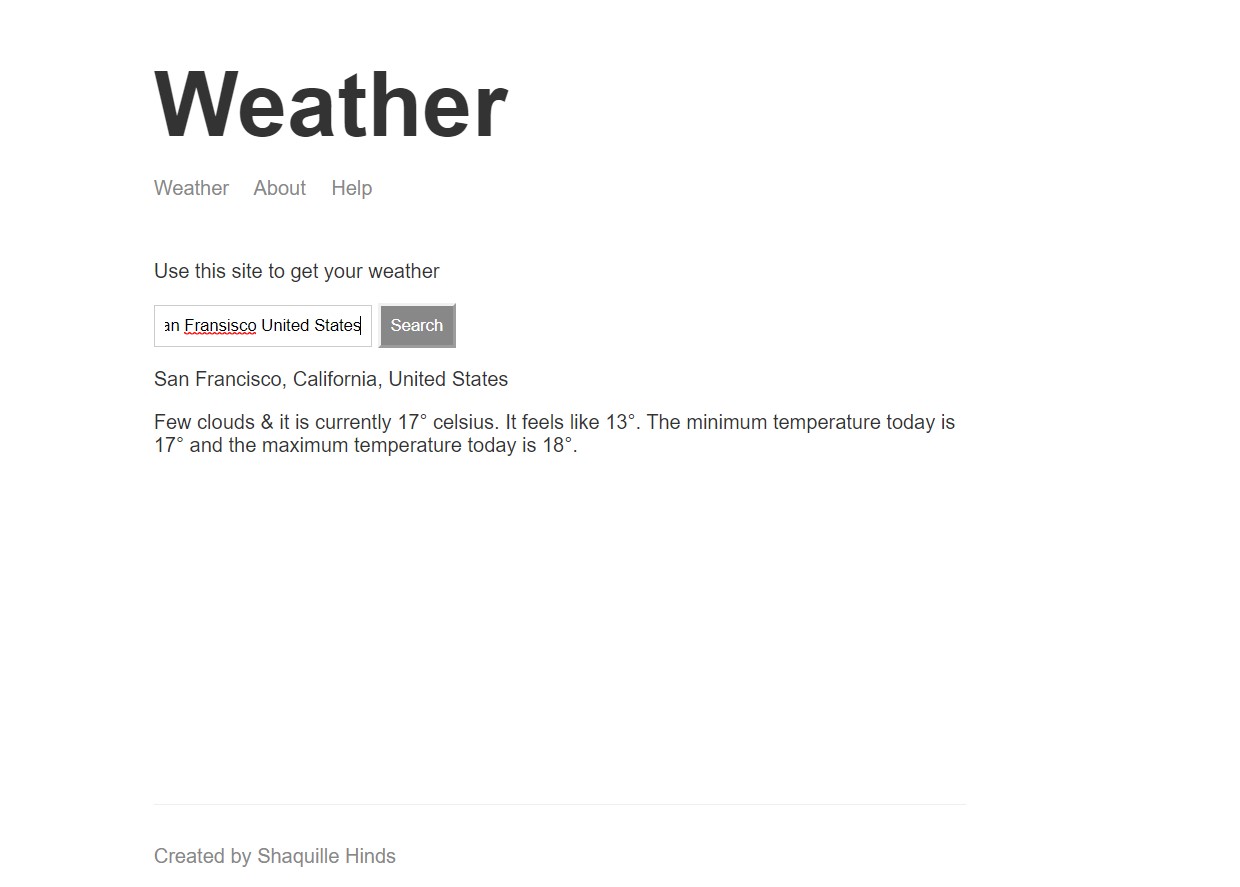 Weather
Weather About Help
Use this site to get your weather
an Fransisco United States Search
San Francisco, California, United States
Few clouds & it is currently 17° celsius. It feels like 13°. The minimum temperature today is
17° and the maximum temperature today is 18°.
Created by Shaquille Hinds